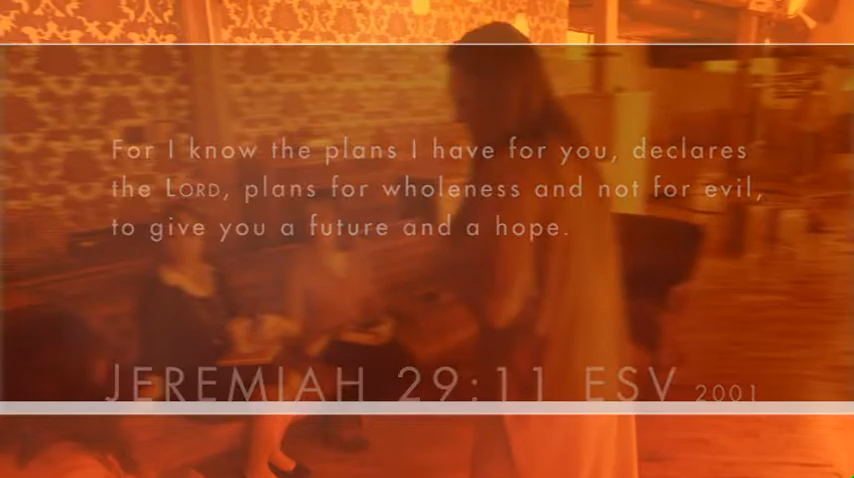 For I know the plans I have for you, declares
the LORD, plans for wholeness and not for evil,
to give you a future and a hope.
JEREMIAH 29:11 ESV 2001